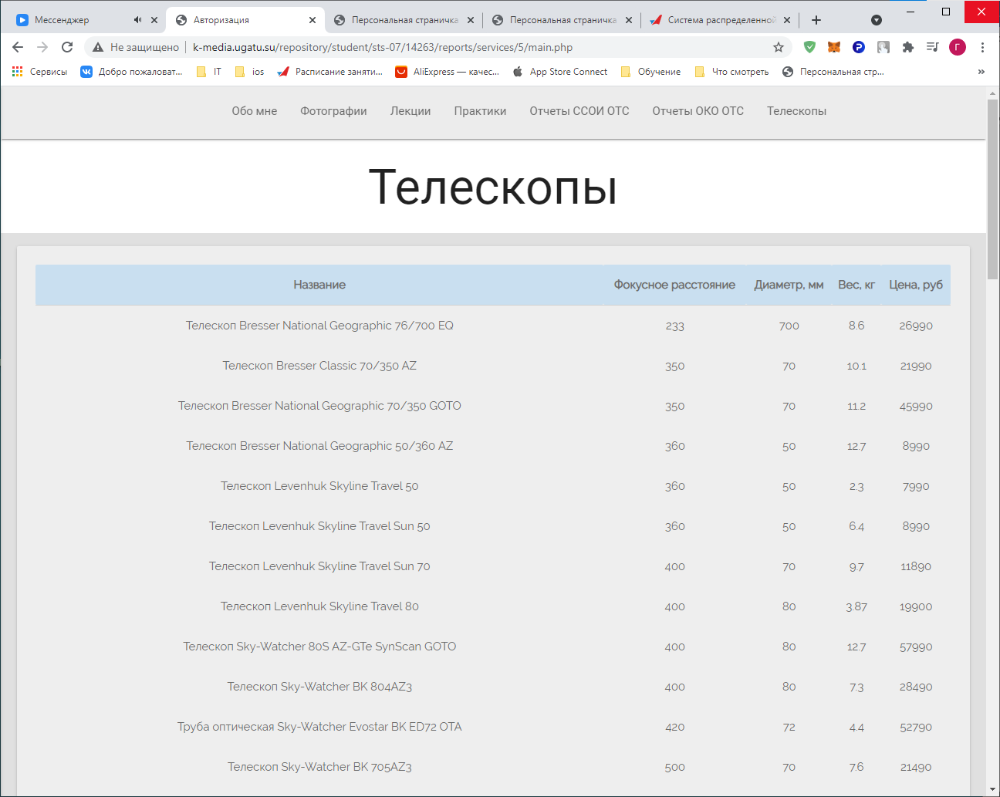 Мессенджер
Авторизация
Персональная страничка
Персональная страничка
Система распределенной
Не защищено
k-media.ugatu.su/repository/student/sts-07/14263/reports/services/5/main.php
Г
Сервисы
Добро пожаловат...
IT
ios
Расписание заняти...
AliExpress — качес...
App Store Connect
Обучение
Что смотреть
Персональная стр...
»
Обо мне
Фотографии
Лекции
Практики
Отчеты ССОИ ОТС
Отчеты ОКО ОТС
Телескопы
Телескопы
Название Фокусное расстояние Диаметр, мм Вес, кг Цена, руб
Телескоп Bresser National Geographic 76/700 EQ 233 700 8.6 26990
Телескоп Bresser Classic 70/350 AZ 350 70 10.1 21990
Телескоп Bresser National Geographic 70/350 GOTO 350 70 11.2 45990
Телескоп Bresser National Geographic 50/360 AZ 360 50 12.7 8990
Телескоп Levenhuk Skyline Travel 50 360 50 2.3 7990
Телескоп Levenhuk Skyline Travel Sun 50 360 50 6.4 8990
Телескоп Levenhuk Skyline Travel Sun 70 400 70 9.7 11890
Телескоп Levenhuk Skyline Travel 80 400 80 3.87 19900
Телескоп Sky-Watcher 80S AZ-GTe SynScan GOTO 400 80 12.7 57990
Телескоп Sky-Watcher BK 804AZ3 400 80 7.3 28490
Труба оптическая Sky-Watcher Evostar BK ED72 OTA 420 72 4.4 52790
Телескоп Sky-Watcher BK 705AZ3 500 70 7.6 21490